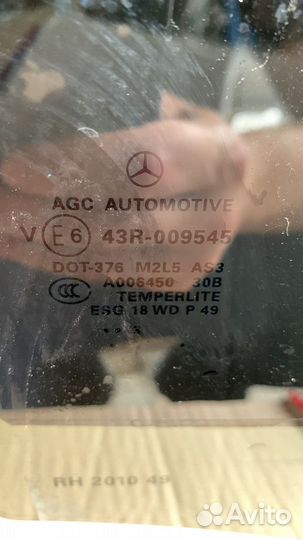 AGC AUTOMOTIVE
V E6 43R-009545
DOT-376 M2L5 AS3
CCC A006450 30B
TEMPERLITE
ESG 18 WD P 49
RH 2010 49
Avito